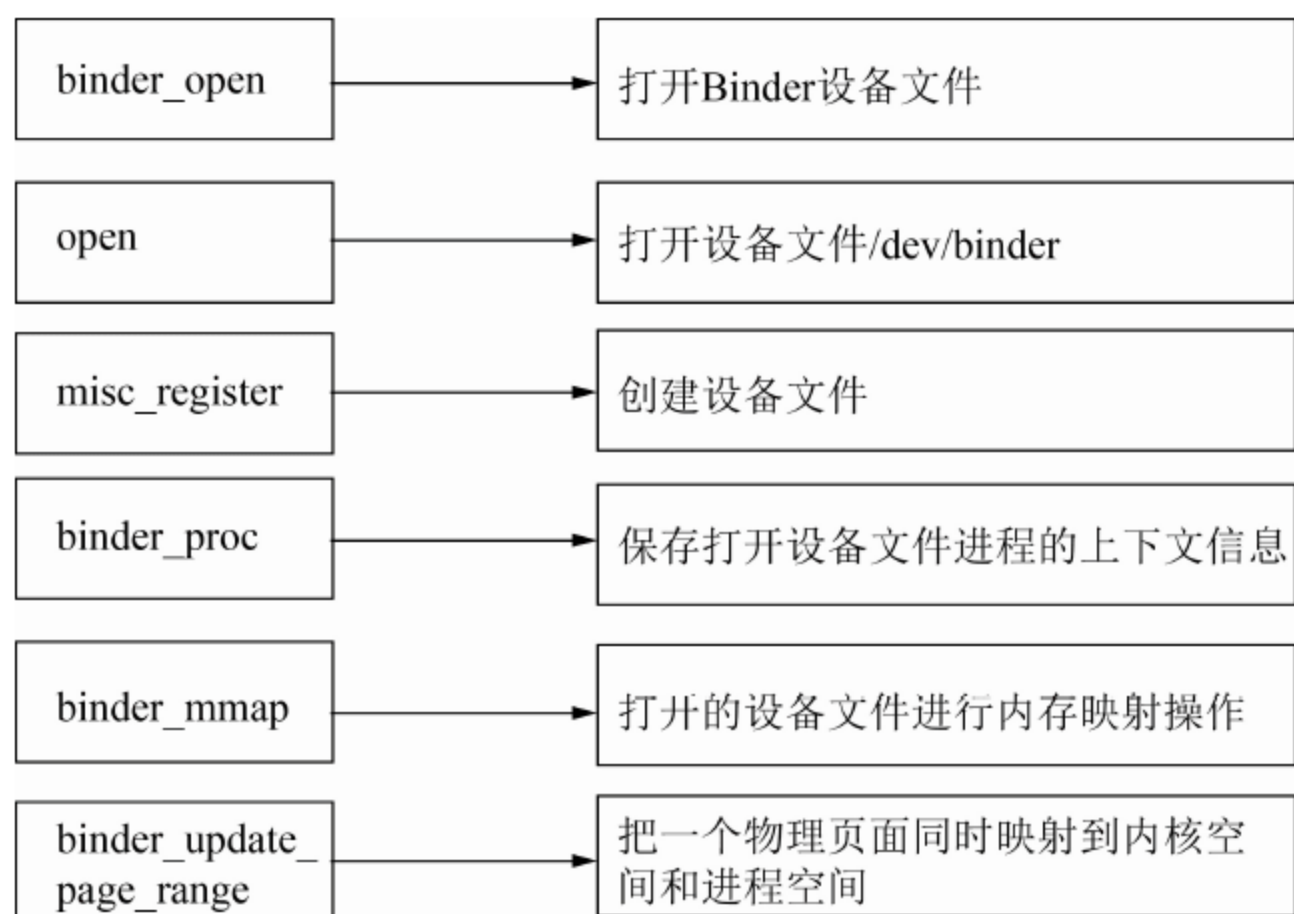 binder_open
打开Binder设备文件
open
打开设备文件/dev/binder
misc_register
创建设备文件
binder_proc
保存打开设备文件进程的上下文信息
binder_mmap
打开的设备文件进行内存映射操作
binder_update_
page_range
把一个物理页面同时映射到内核空
间和进程空间